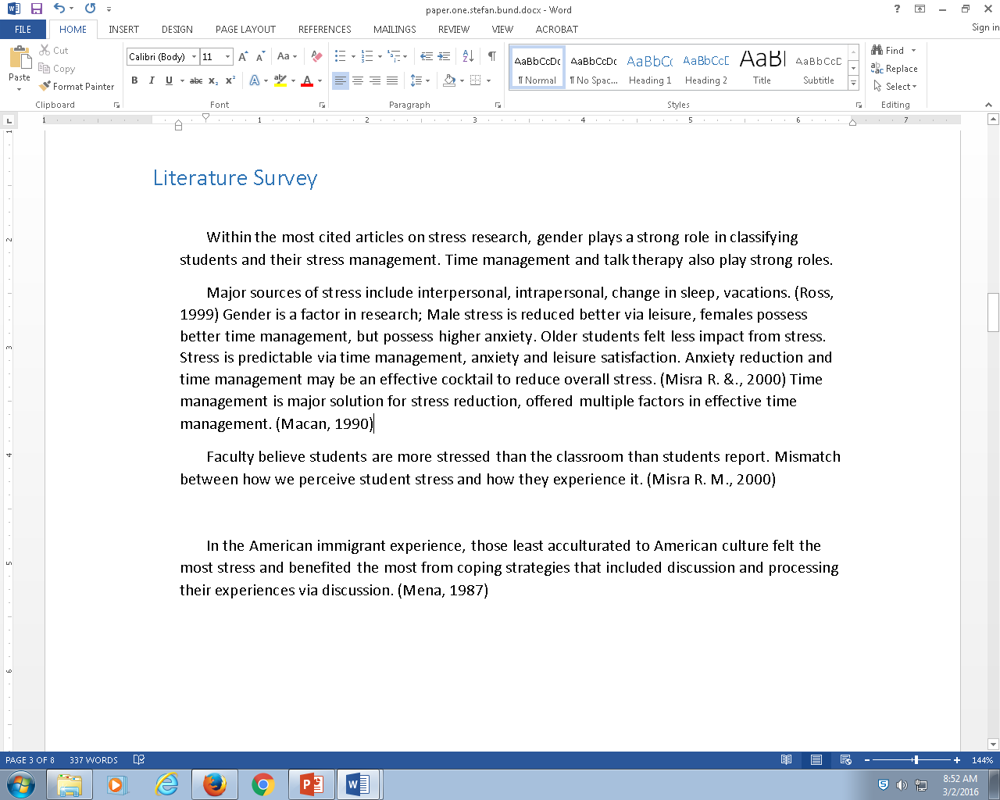 paper.one.stefan.bund.docx - Word
FILE HOME INSERT DESIGN PAGE LAYOUT REFERENCES MAILINGS REVIEW VIEW ACROBAT Sign in
Paste Cut Copy Format Painter
Calibri (Body) 11
AaBbCcDc AaBbCcDc AaBbCc AaBbCcD AaBl AaBbCcD
¶ Normal ¶ No Spac... Heading 1 Heading 2 Title Subtitle
Find Replace Select
Clipboard Font Paragraph Styles Editing
1 1 2 3 4 5 6 7
Literature Survey
Within the most cited articles on stress research, gender plays a strong role in classifying
students and their stress management. Time management and talk therapy also play strong roles.
Major sources of stress include interpersonal, intrapersonal, change in sleep, vacations. (Ross,
1999) Gender is a factor in research; Male stress is reduced better via leisure, females possess
better time management, but possess higher anxiety. Older students felt less impact from stress.
Stress is predictable via time management, anxiety and leisure satisfaction. Anxiety reduction and
time management may be an effective cocktail to reduce overall stress. (Misra R. &., 2000) Time
management is major solution for stress reduction, offered multiple factors in effective time
management. (Macan, 1990)
Faculty believe students are more stressed than the classroom than students report. Mismatch
between how we perceive student stress and how they experience it. (Misra R. M., 2000)
In the American immigrant experience, those least acculturated to American culture felt the
most stress and benefited the most from coping strategies that included discussion and processing
their experiences via discussion. (Mena, 1987)
PAGE 3 OF 8 337 WORDS 144%
8:52 AM
3/2/2016